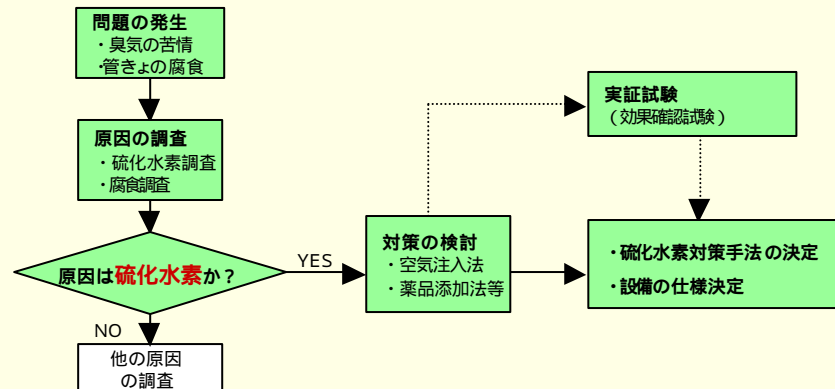 問題の発生
・臭気の苦情
・管きょの腐食
原因の調査
・硫化水素調査
・腐食調査
原因は硫化水素か？
YES
NO
他の原因
の調査
対策の検討
・空気注入法
・薬品添加法等
実証試験
（効果確認試験）
・硫化水素対策手法の決定
・設備の仕様決定